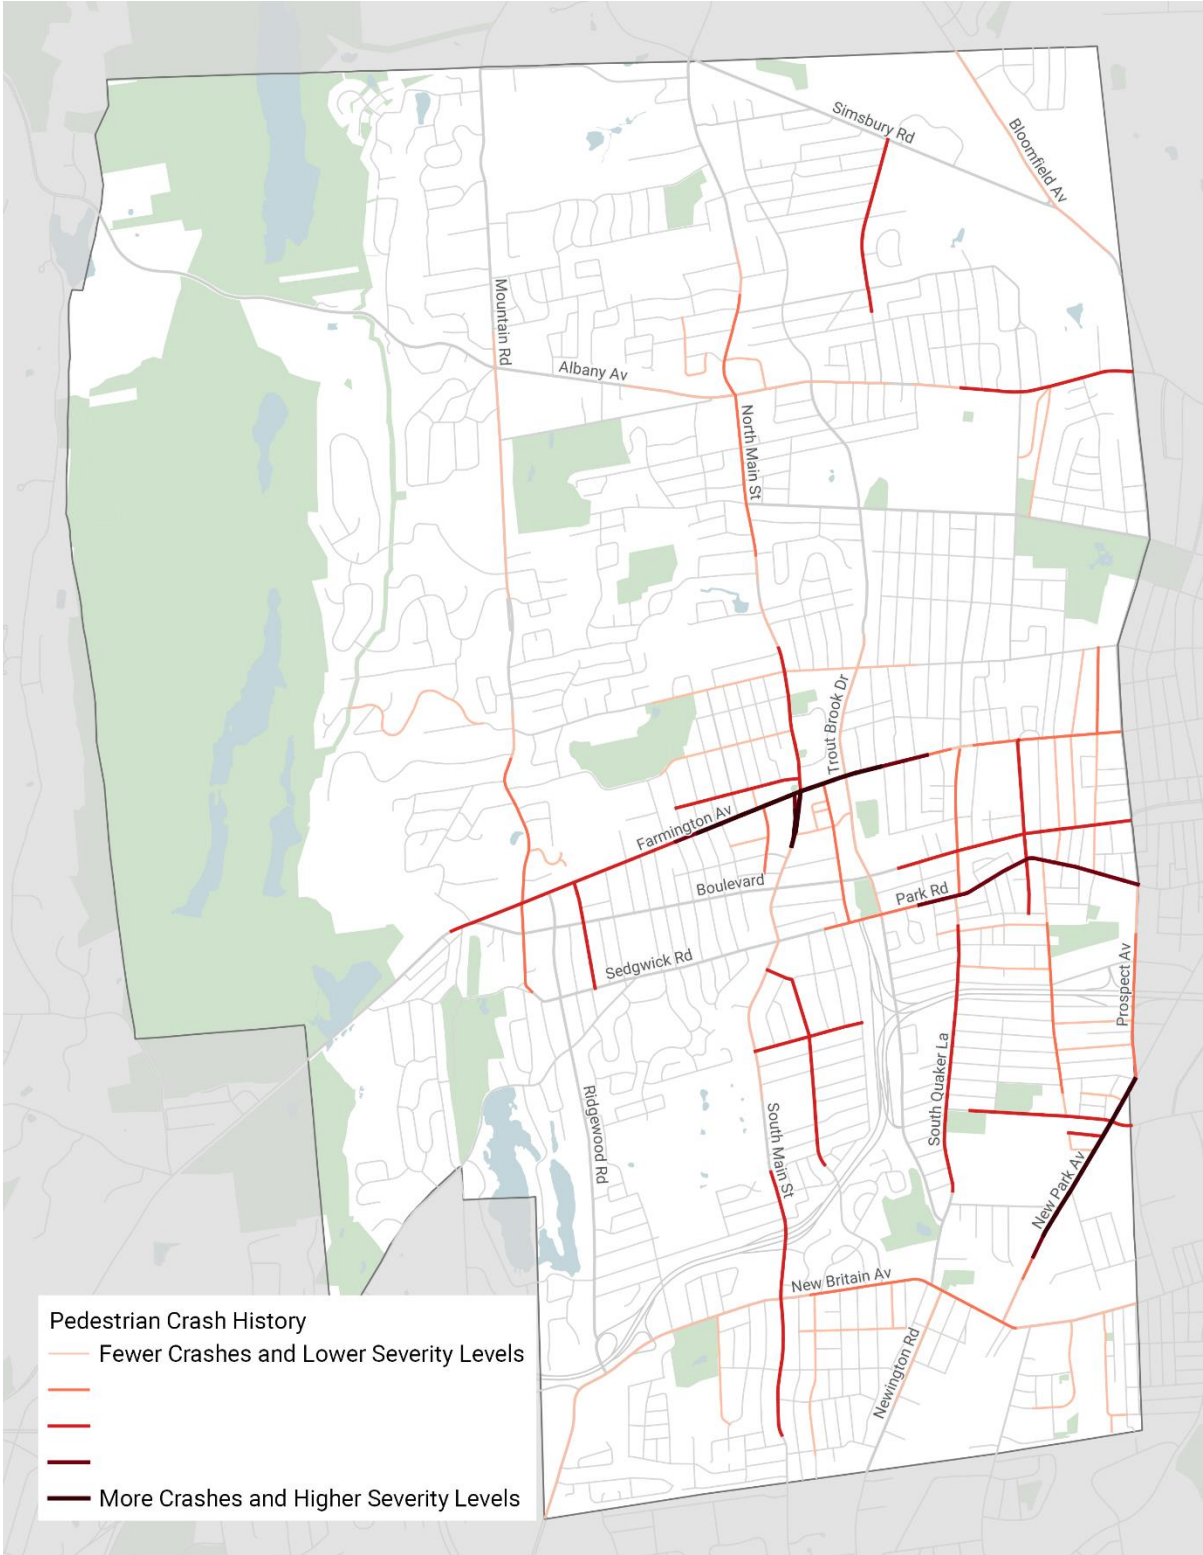 Simsbury Rd
Bloomfield Av
Mountain Rd
Albany Av
North Main St
Trout Brook Dr
Farmington Av
Boulevard
Park Rd
Sedgwick Rd
Prospect Av
South Quaker La
Ridgewood Rd
South Main St
New Park Av
New Britain Av
Newington Rd
Pedestrian Crash History
Fewer Crashes and Lower Severity Levels
More Crashes and Higher Severity Levels